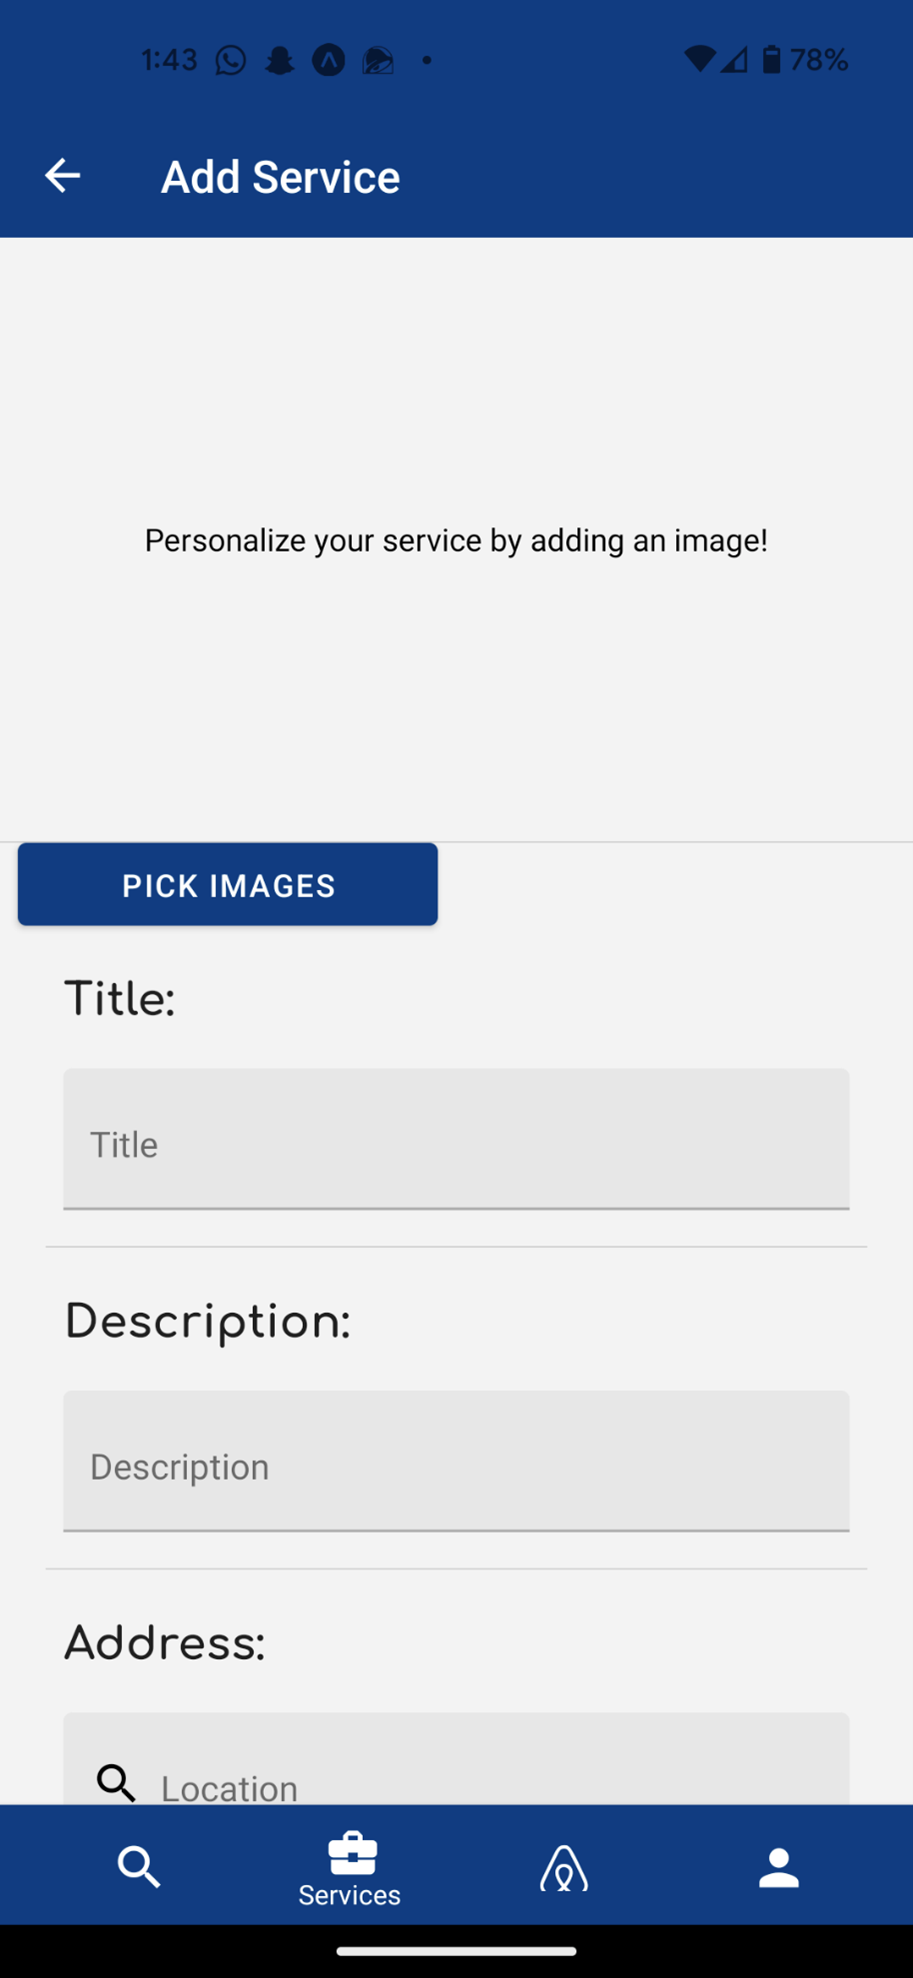 1:43 78%
Add Service
Personalize your service by adding an image!
PICK IMAGES
Title:
Title
Description:
Description
Address:
Location
Services